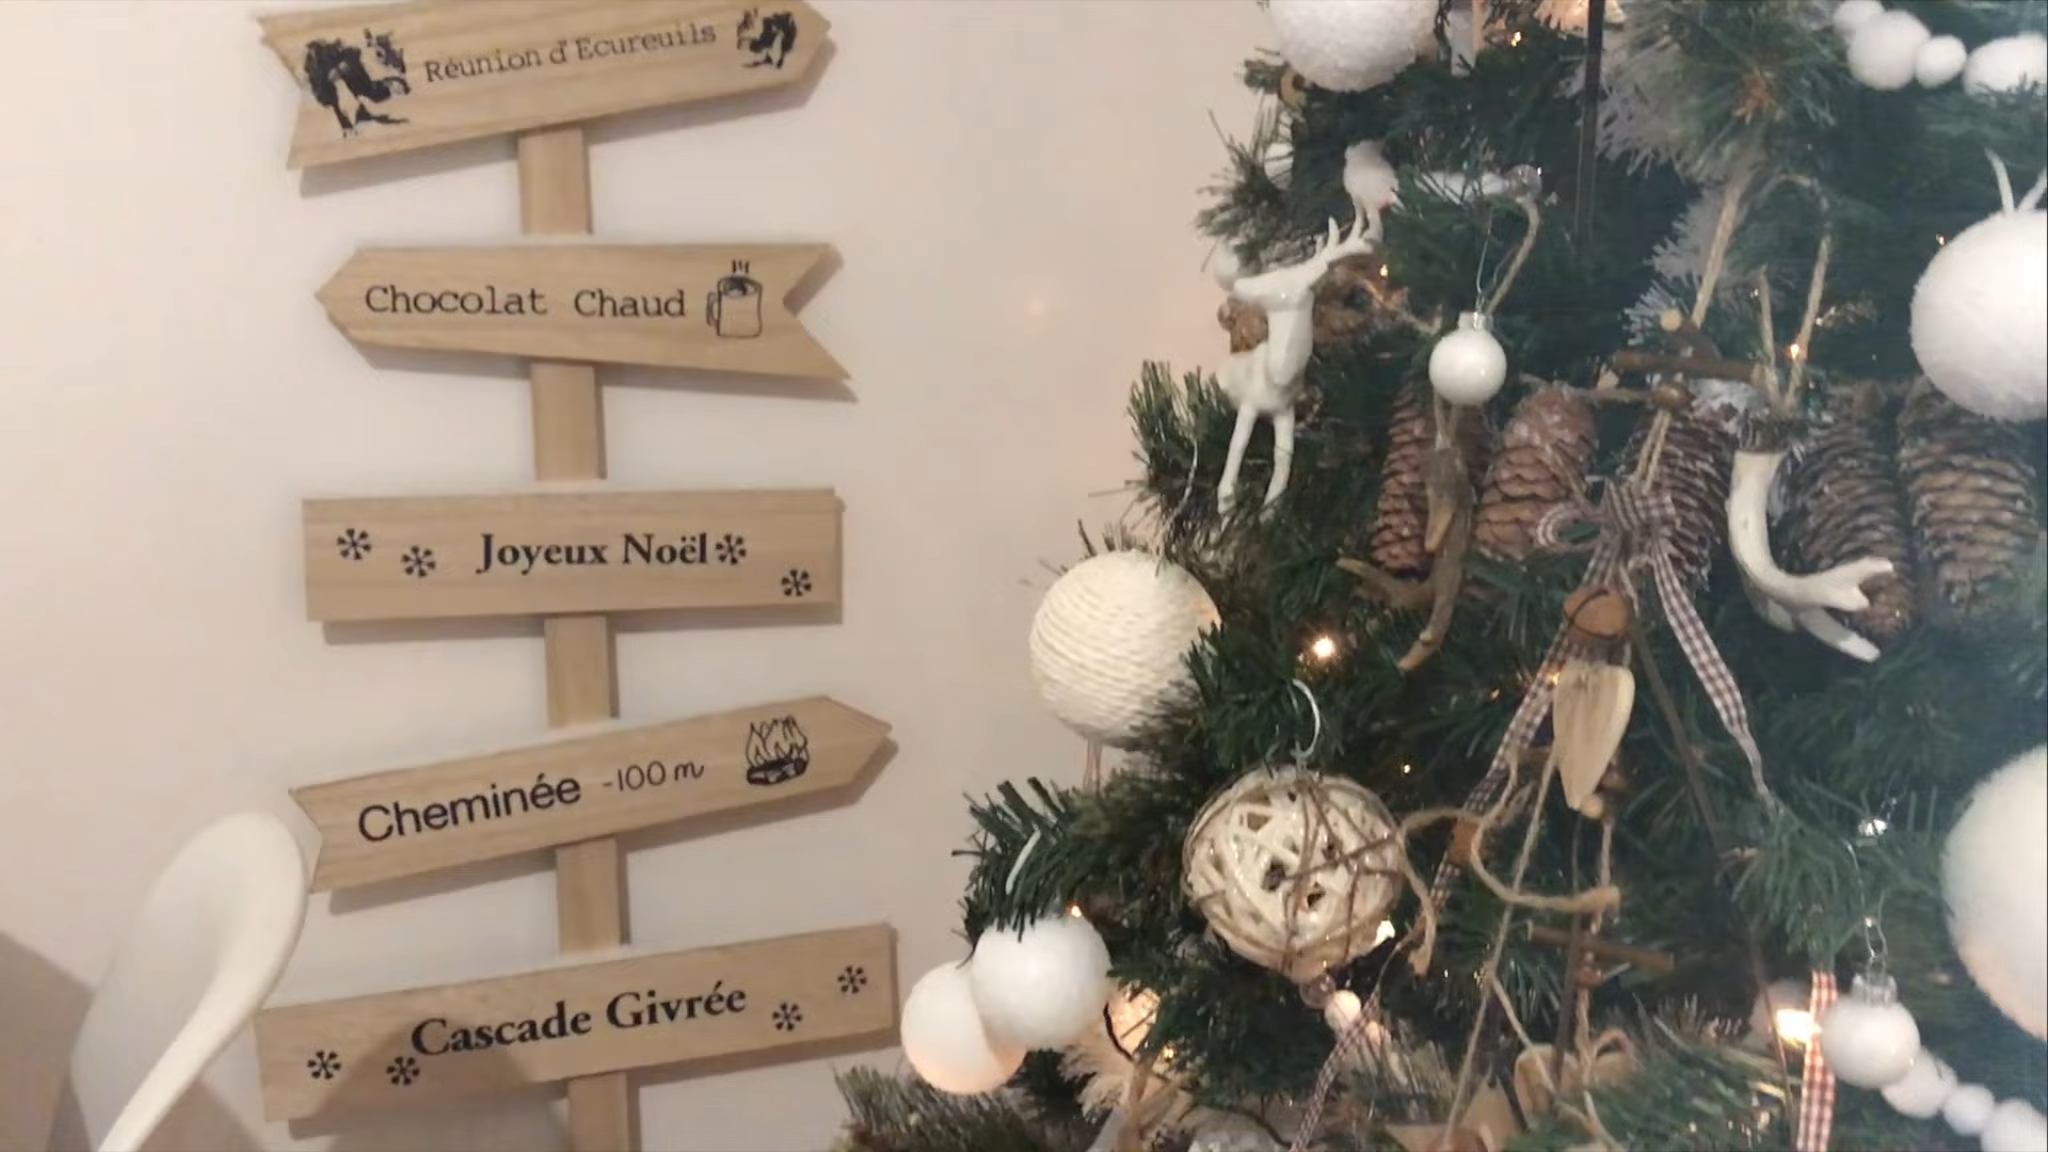 Réunion d'Ecureuils
Chocolat Chaud
Joyeux Noël
Cheminée -100 m
Cascade Givrée